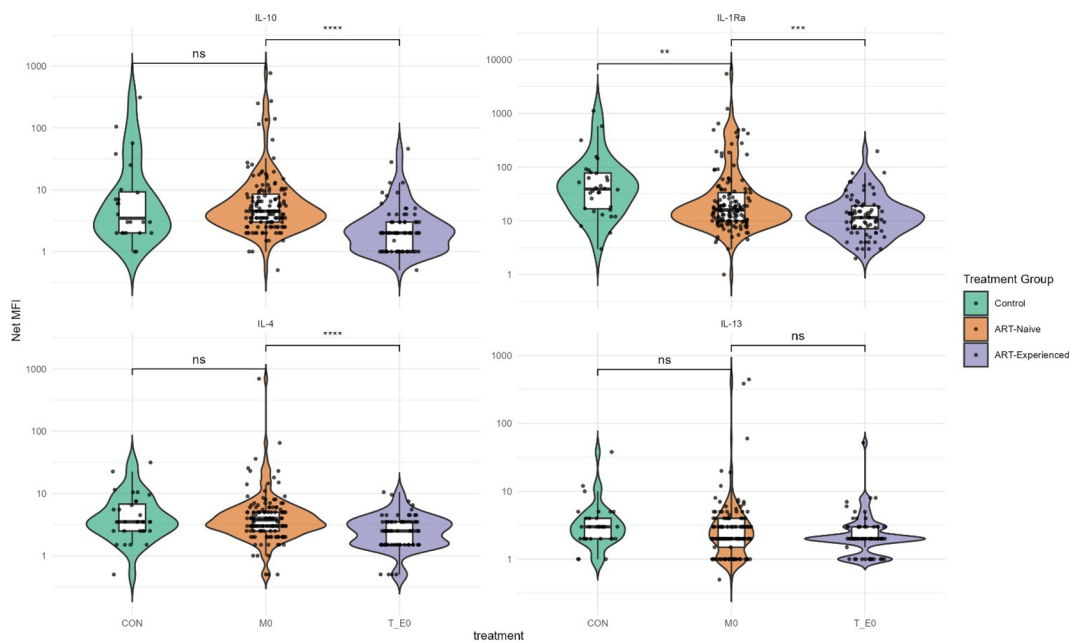 IL-10
IL-1Ra
****
ns
***
**
1000
100
10
1
10000
1000
100
10
1
Net MFI
IL-4
IL-13
****
ns
ns
ns
1000
100
10
1
1000
100
10
1
CON M0 T_E0
CON M0 T_E0
treatment
Treatment Group
Control
ART-Naive
ART-Experienced